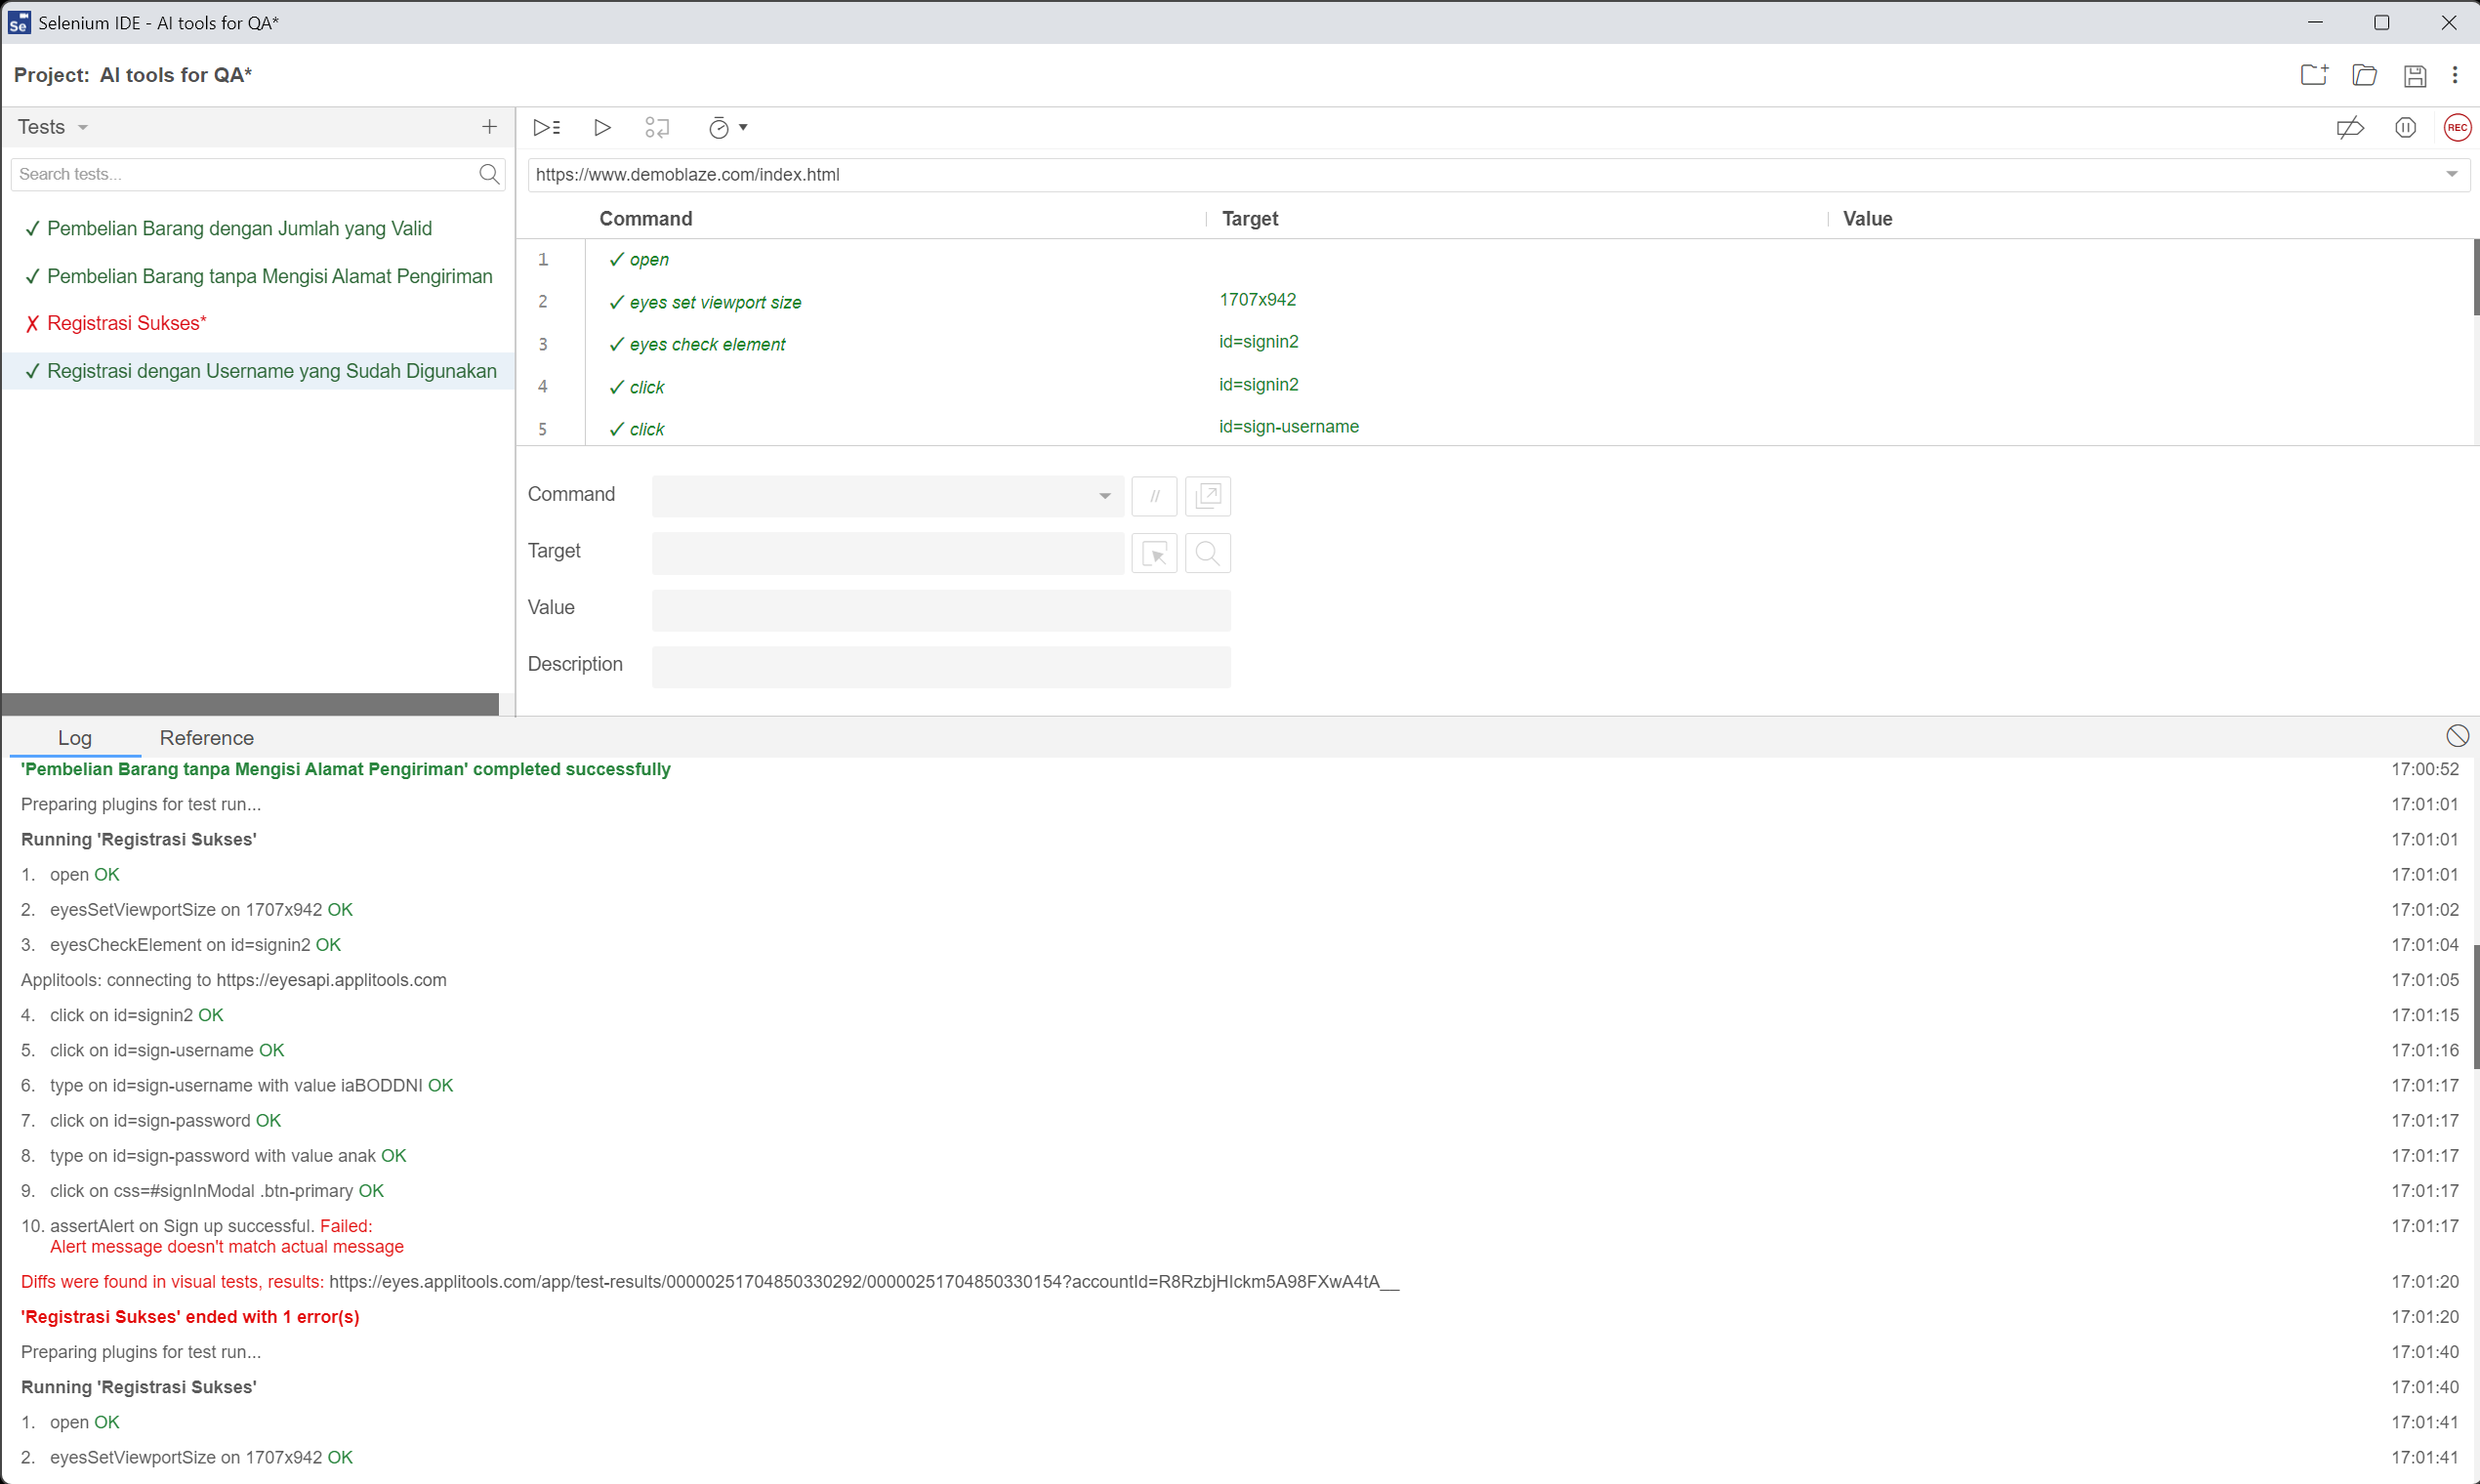 Se Selenium IDE - AI tools for QA*
Project: AI tools for QA*
Tests
Search tests...
✓ Pembelian Barang dengan Jumlah yang Valid
✓ Pembelian Barang tanpa Mengisi Alamat Pengiriman
✗ Registrasi Sukses*
✓ Registrasi dengan Username yang Sudah Digunakan
REC
https://www.demoblaze.com/index.html
Command Target Value
1 ✓ open
2 ✓ eyes set viewport size 1707x942
3 ✓ eyes check element id=signin2
4 ✓ click id=signin2
5 ✓ click id=sign-username
Command //
Target
Value
Description
Log Reference
'Pembelian Barang tanpa Mengisi Alamat Pengiriman' completed successfully 17:00:52
Preparing plugins for test run... 17:01:01
Running 'Registrasi Sukses' 17:01:01
1. open OK 17:01:01
2. eyesSetViewportSize on 1707x942 OK 17:01:02
3. eyesCheckElement on id=signin2 OK 17:01:04
Applitools: connecting to https://eyesapi.applitools.com 17:01:05
4. click on id=signin2 OK 17:01:15
5. click on id=sign-username OK 17:01:16
6. type on id=sign-username with value iaBODDNI OK 17:01:17
7. click on id=sign-password OK 17:01:17
8. type on id=sign-password with value anak OK 17:01:17
9. click on css=#signInModal .btn-primary OK 17:01:17
10. assertAlert on Sign up successful. Failed: 17:01:17
Alert message doesn't match actual message
Diffs were found in visual tests, results: https://eyes.applitools.com/app/test-results/00000251704850330292/00000251704850330154?accountId=R8RzbjHIckm5A98FXwA4tA__ 17:01:20
'Registrasi Sukses' ended with 1 error(s) 17:01:20
Preparing plugins for test run... 17:01:40
Running 'Registrasi Sukses' 17:01:40
1. open OK 17:01:41
2. eyesSetViewportSize on 1707x942 OK 17:01:41